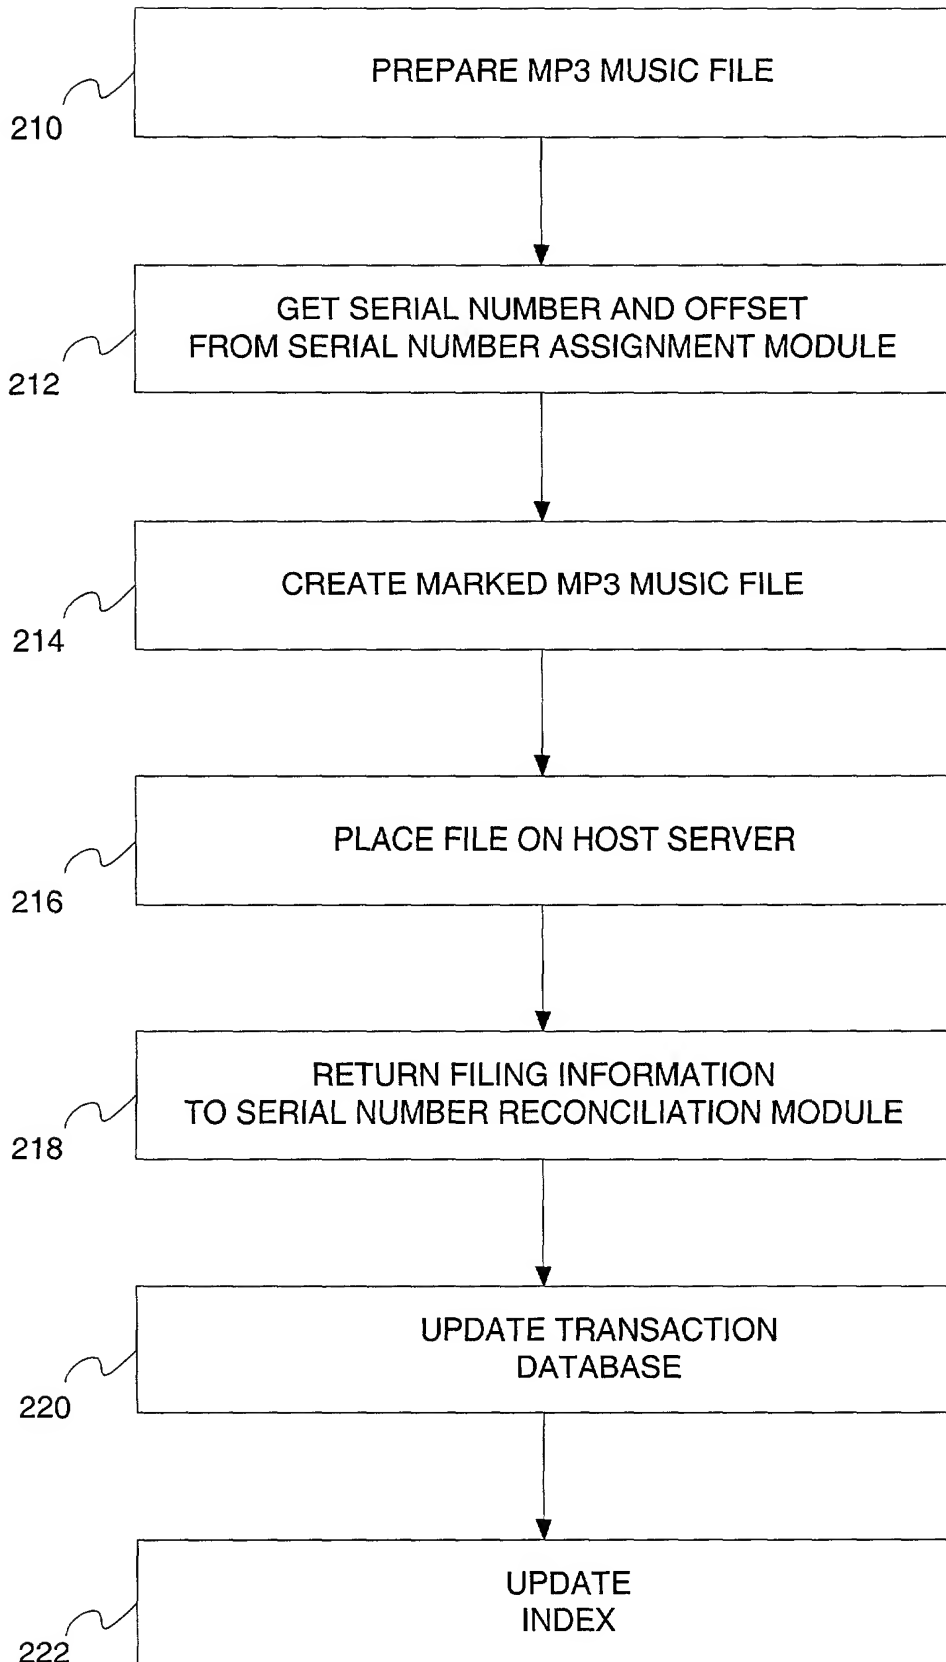 PREPARE MP3 MUSIC FILE
210
GET SERIAL NUMBER AND OFFSET
FROM SERIAL NUMBER ASSIGNMENT MODULE
212
CREATE MARKED MP3 MUSIC FILE
214
PLACE FILE ON HOST SERVER
216
RETURN FILING INFORMATION
TO SERIAL NUMBER RECONCILIATION MODULE
218
UPDATE TRANSACTION
DATABASE
220
UPDATE
INDEX
222